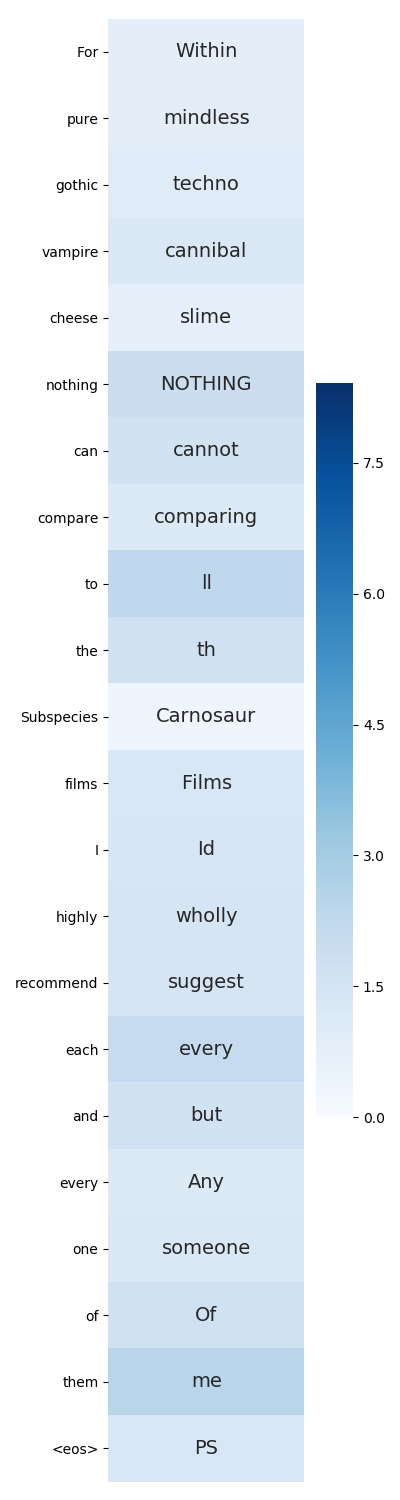 For Within
pure mindless
gothic techno
vampire cannibal
cheese slime
nothing NOTHING
can cannot
compare comparing
to ll
the th
Subspecies Carnosaur
films Films
I Id
highly wholly
recommend suggest
each every
and but
every Any
one someone
of Of
them me
<eos> PS
7.5
6.0
4.5
3.0
1.5
0.0